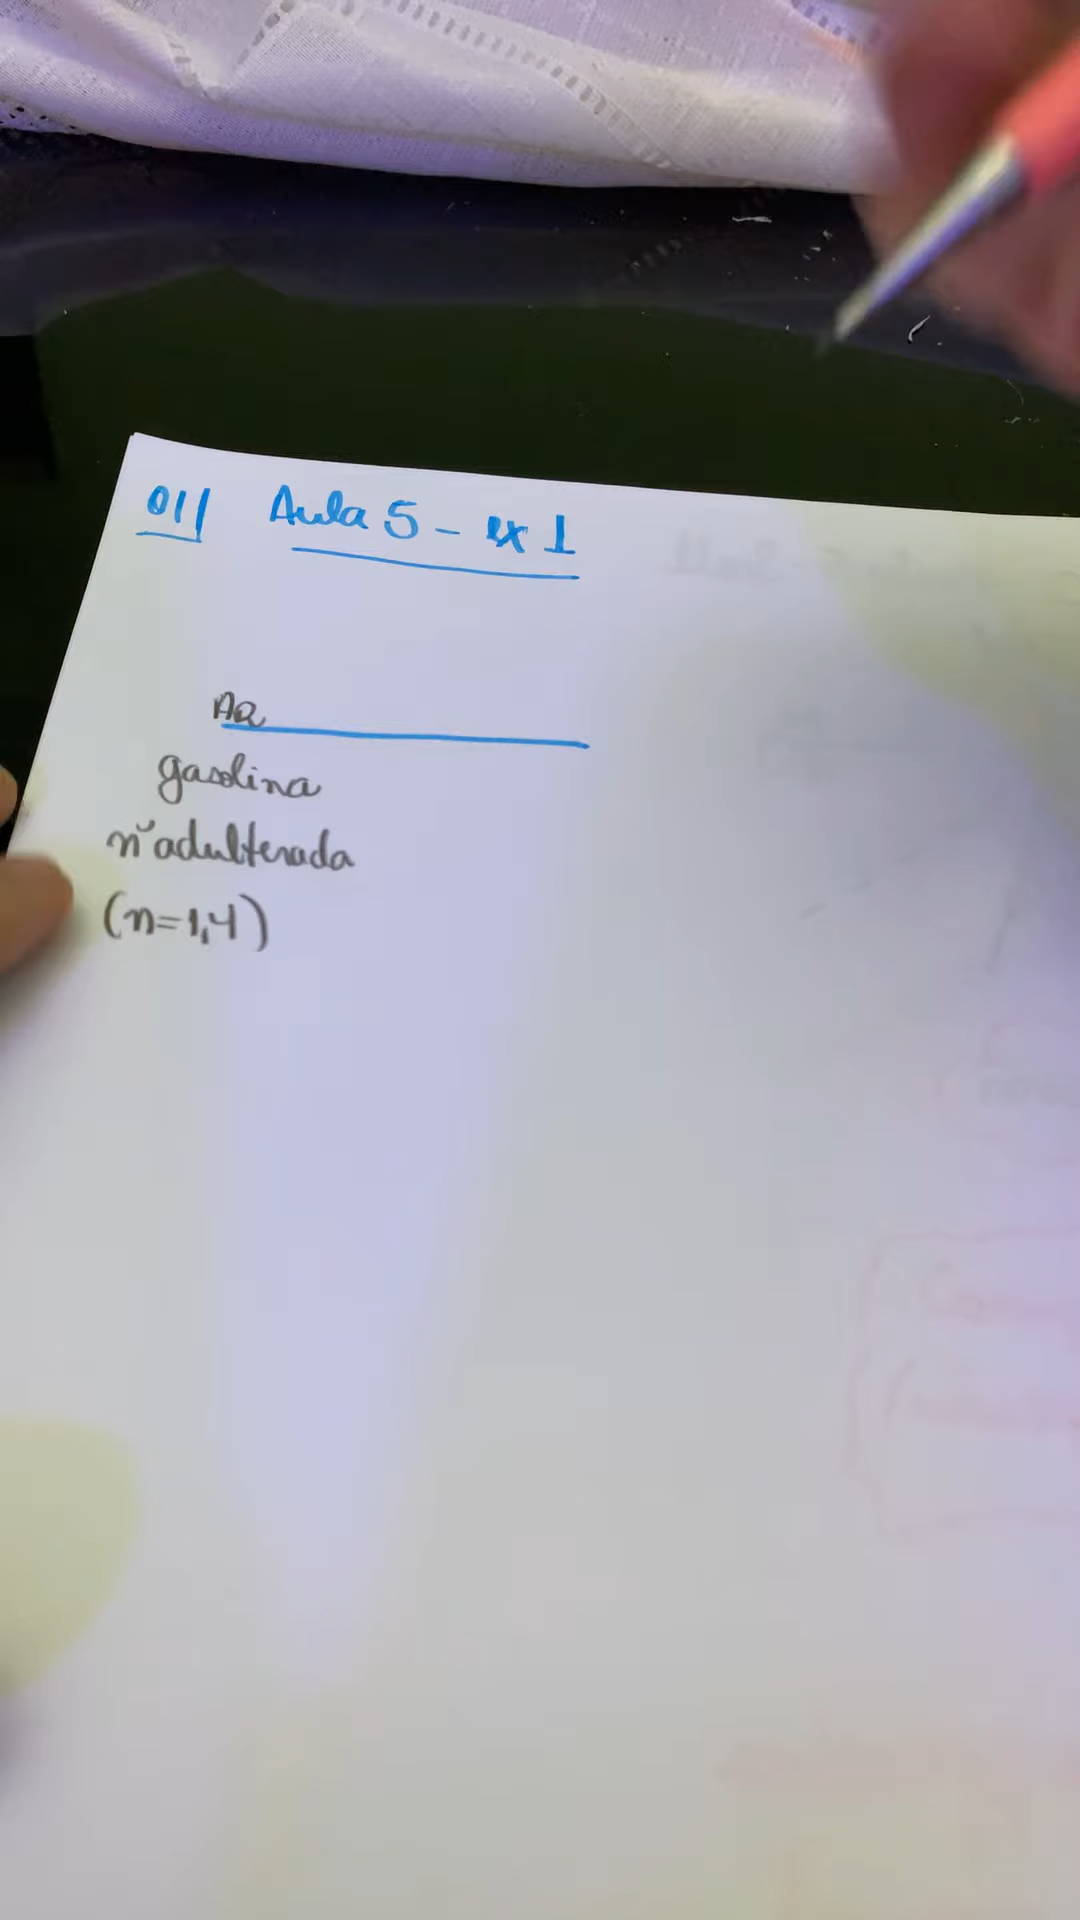 01) Aula 5 - ex 1
AR
gasolina
ñ adulterada
(n=1,4)